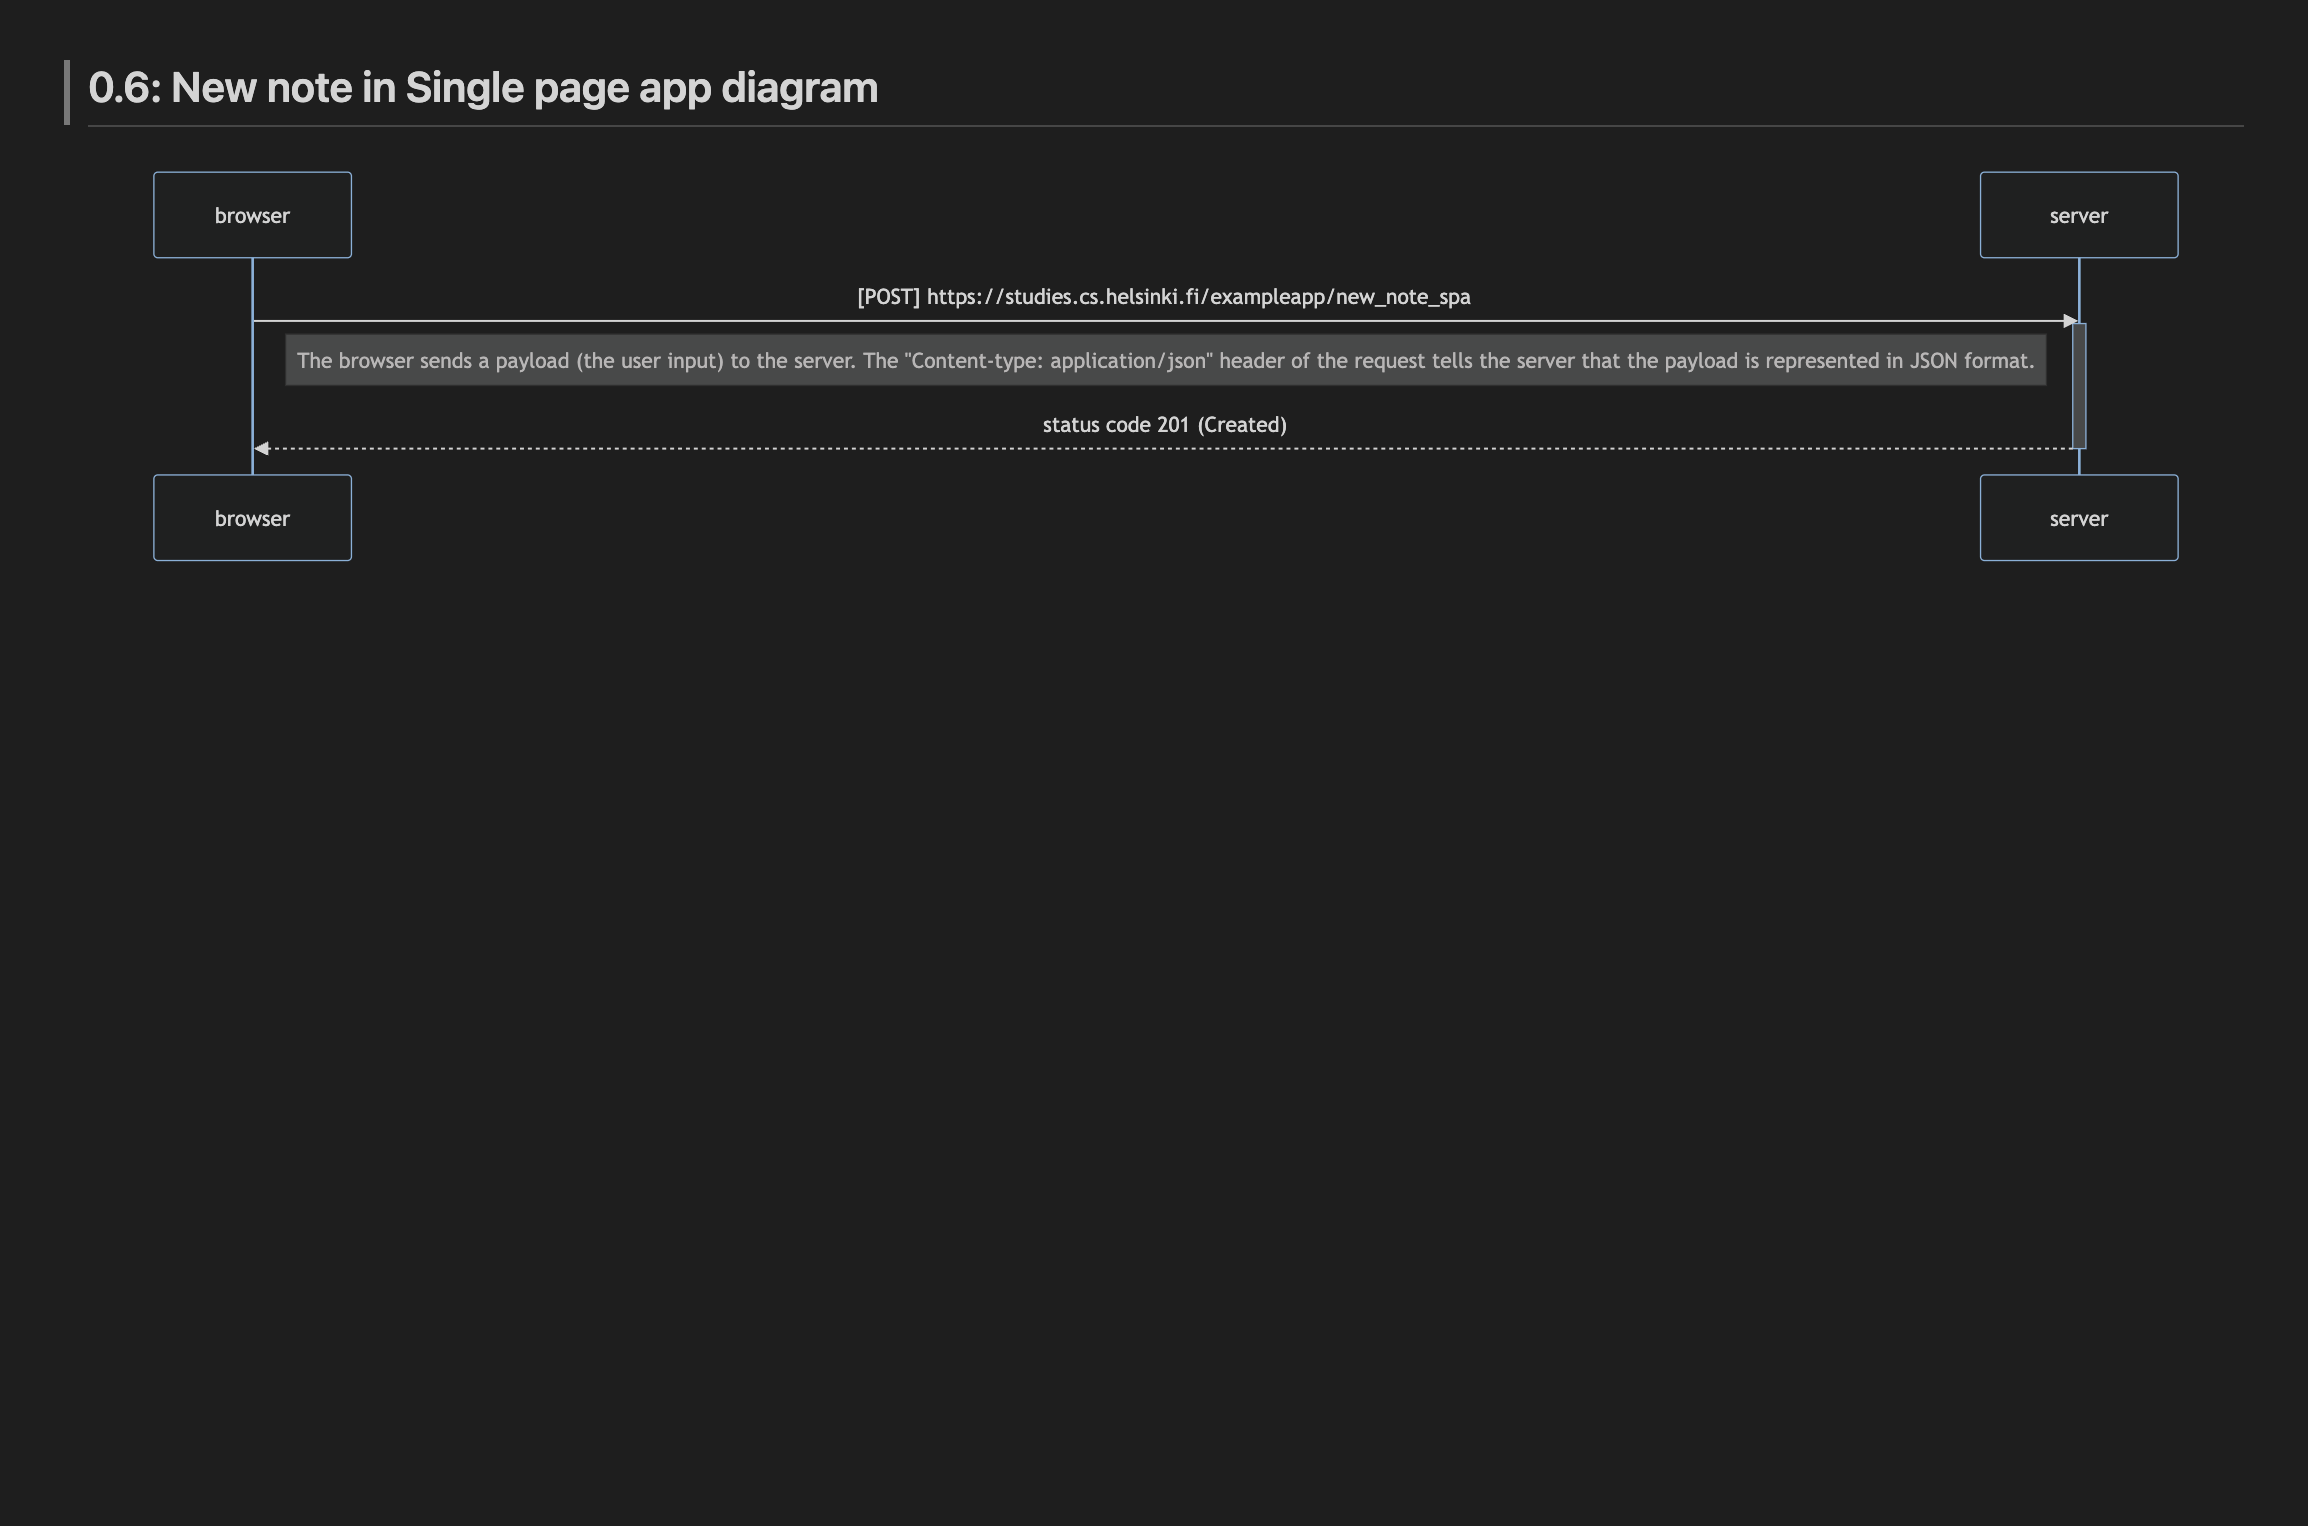 0.6: New note in Single page app diagram
browser
server
[POST] https://studies.cs.helsinki.fi/exampleapp/new_note_spa
The browser sends a payload (the user input) to the server. The "Content-type: application/json" header of the request tells the server that the payload is represented in JSON format.
status code 201 (Created)
browser
server